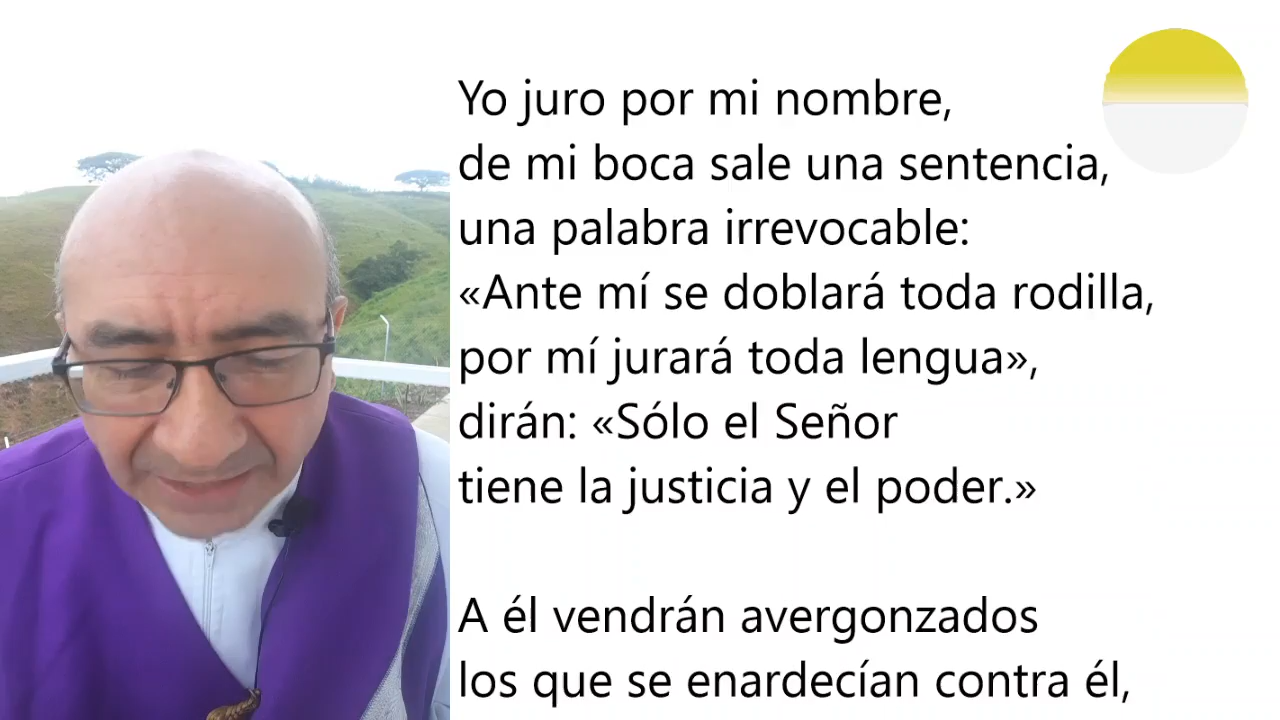 Yo juro por mi nombre,
de mi boca sale una sentencia,
una palabra irrevocable:
«Ante mí se doblará toda rodilla,
por mí jurará toda lengua»,
dirán: «Sólo el Señor
tiene la justicia y el poder.»
A él vendrán avergonzados
los que se enardecían contra él,